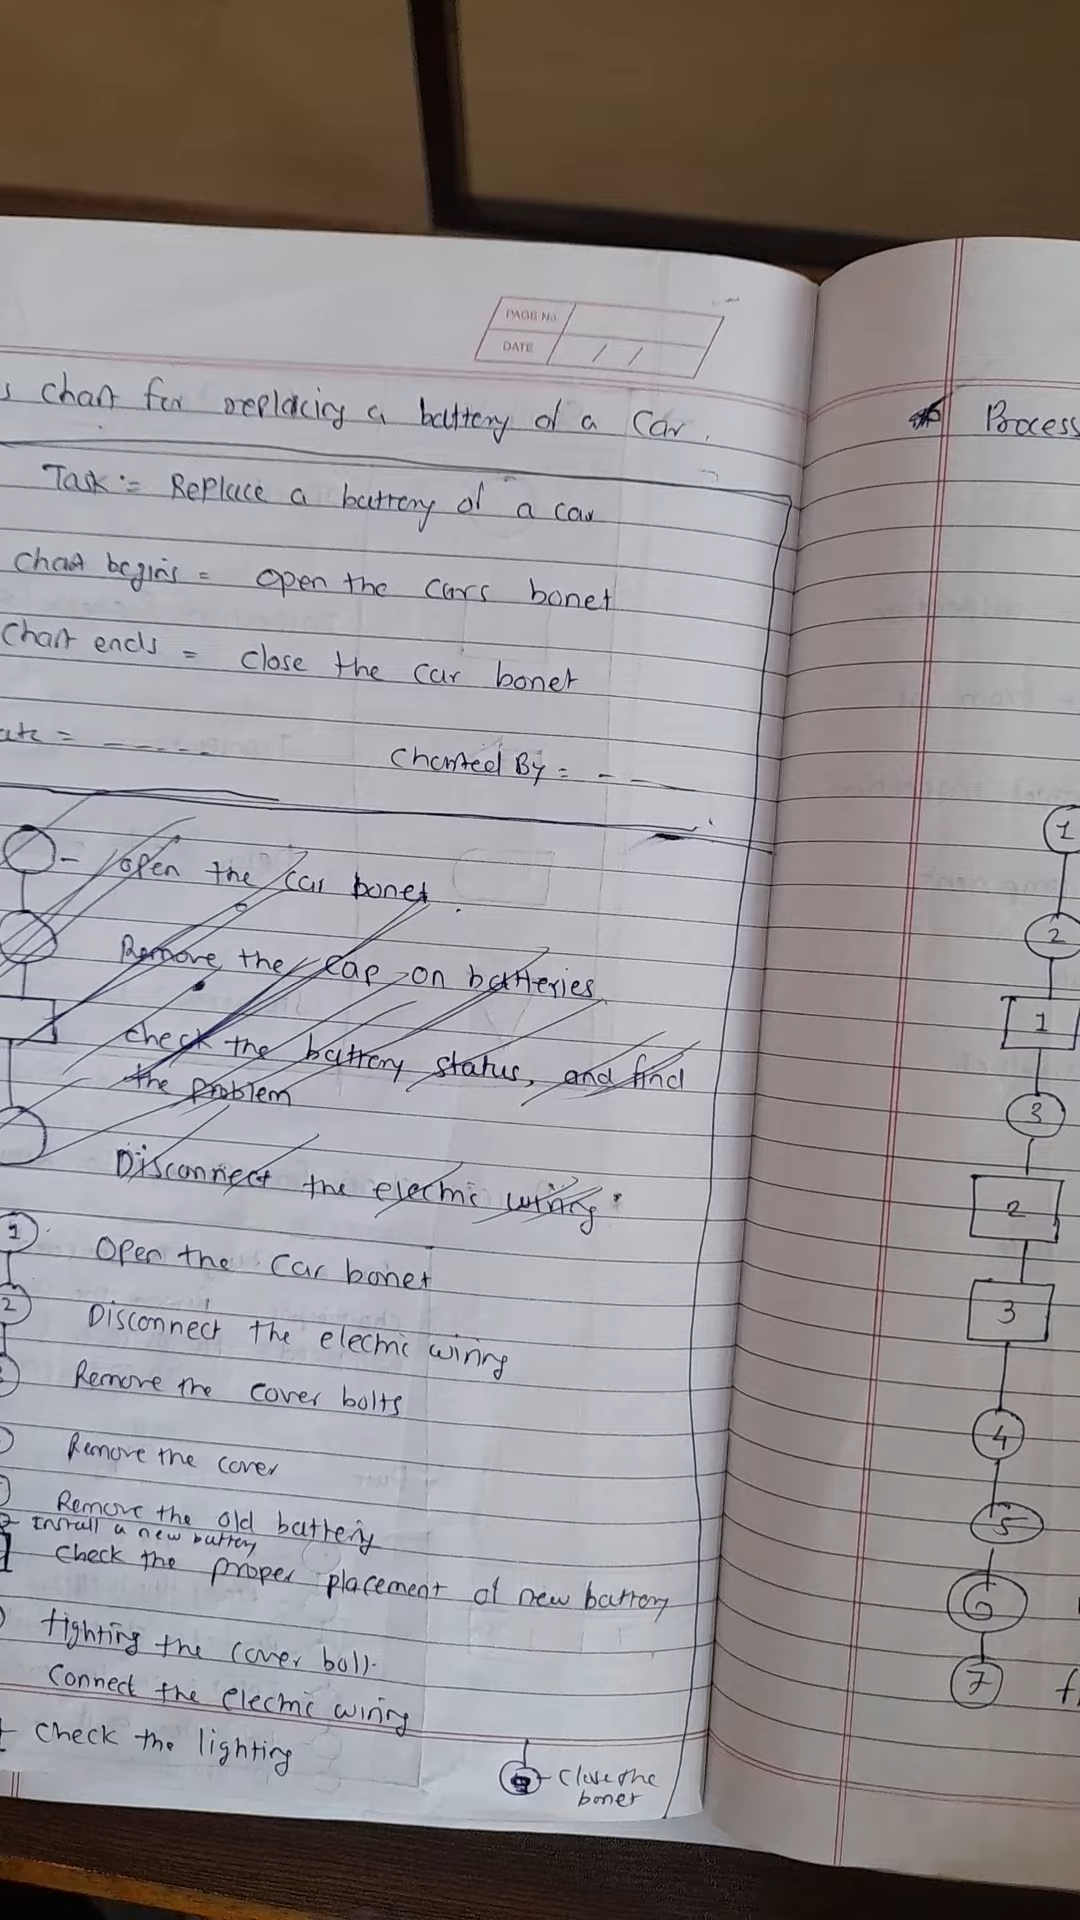 PAGE No.
DATE / /
s chart for replacing a battery of a Car.
Task := Replace a battery of a car
Chart begins = open the cars bonet
Chart ends = close the car bonet
Charted By = - -
open the car bonet
Remove the cap on batteries
check the battery status, and find
the problem
Disconnect the electric wiring
1 Open the Car bonet
2 Disconnect the electric wiring
Remove the cover bolts
Remove the cover
Remove the old battery
Install a new battery
Check the proper placement of new battery
tighting the cover bolt.
Connect the electric wiring
Check the lighting
Close the
bonet
Process
1
2
1
3
2
3
4
5
6
7